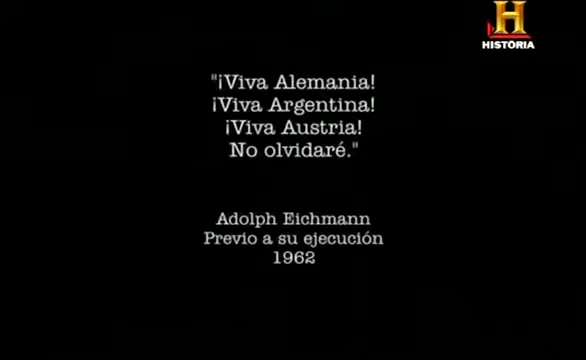 H
HISTORIA
"¡Viva Alemania!
¡Viva Argentina!
¡Viva Austria!
No olvidaré."
Adolph Eichmann
Previo a su ejecución
1962